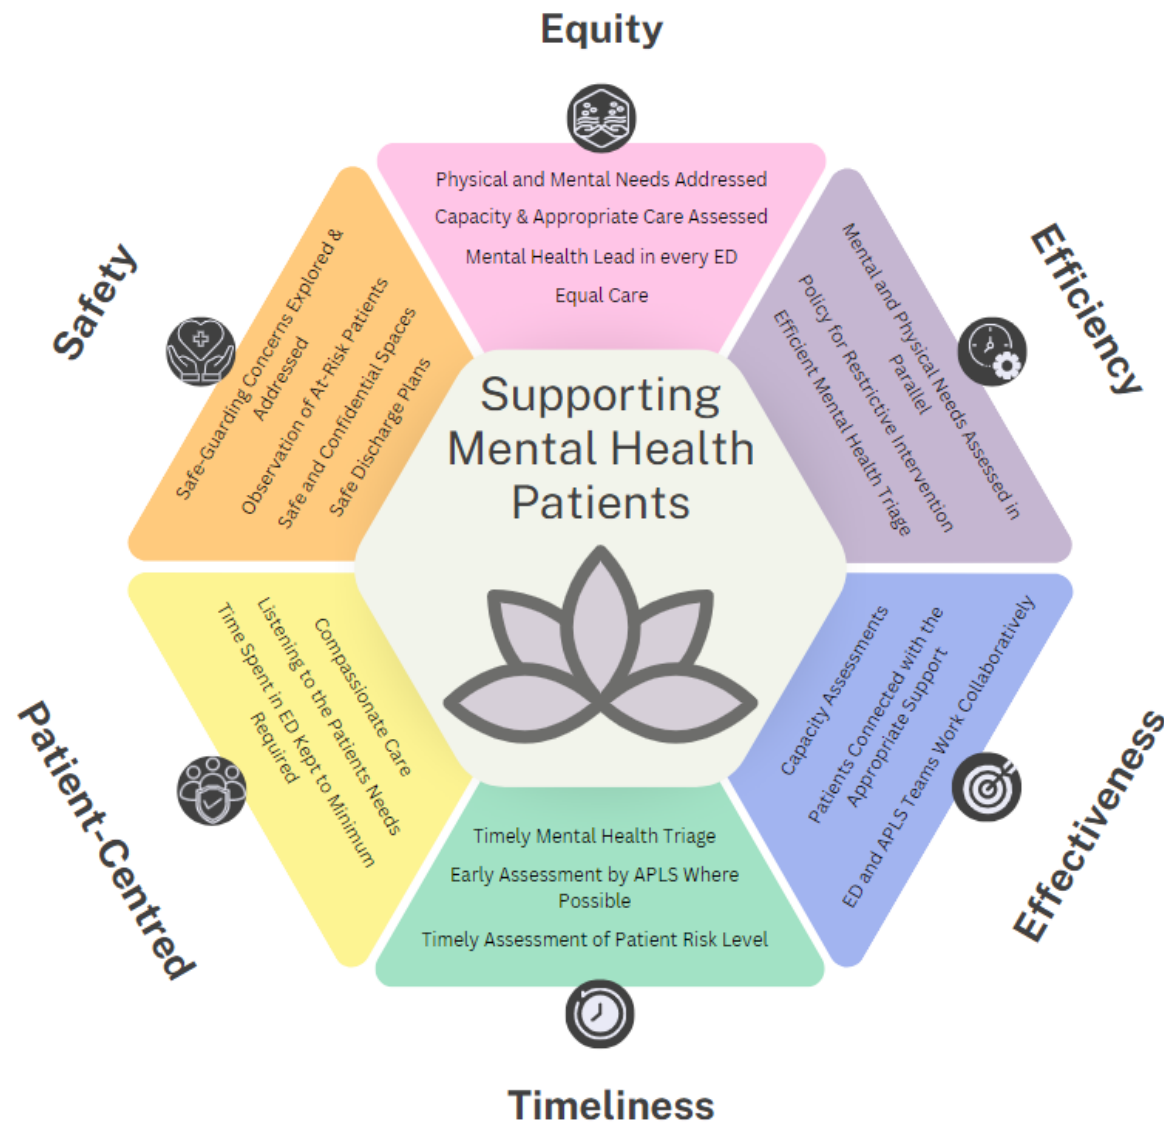 Equity
Physical and Mental Needs Addressed
Capacity & Appropriate Care Assessed
Mental Health Lead in every ED
Equal Care
Efficiency
Mental and Physical Needs Assessed in
Parallel
Policy for Restrictive Intervention
Efficient Mental Health Triage
Effectiveness
Capacity Assessments
Patients Connected with the
Appropriate Support
ED and APLS Teams Work Collaboratively
Timeliness
Timely Mental Health Triage
Early Assessment by APLS Where
Possible
Timely Assessment of Patient Risk Level
Patient-Centred
Compassionate Care
Listening to the Patients Needs
Time Spent in ED Kept to Minimum
Required
Safety
Safe-Guarding Concerns Explored &
Addressed
Observation of At-Risk Patients
Safe and Confidential Spaces
Safe Discharge Plans
Supporting
Mental Health
Patients